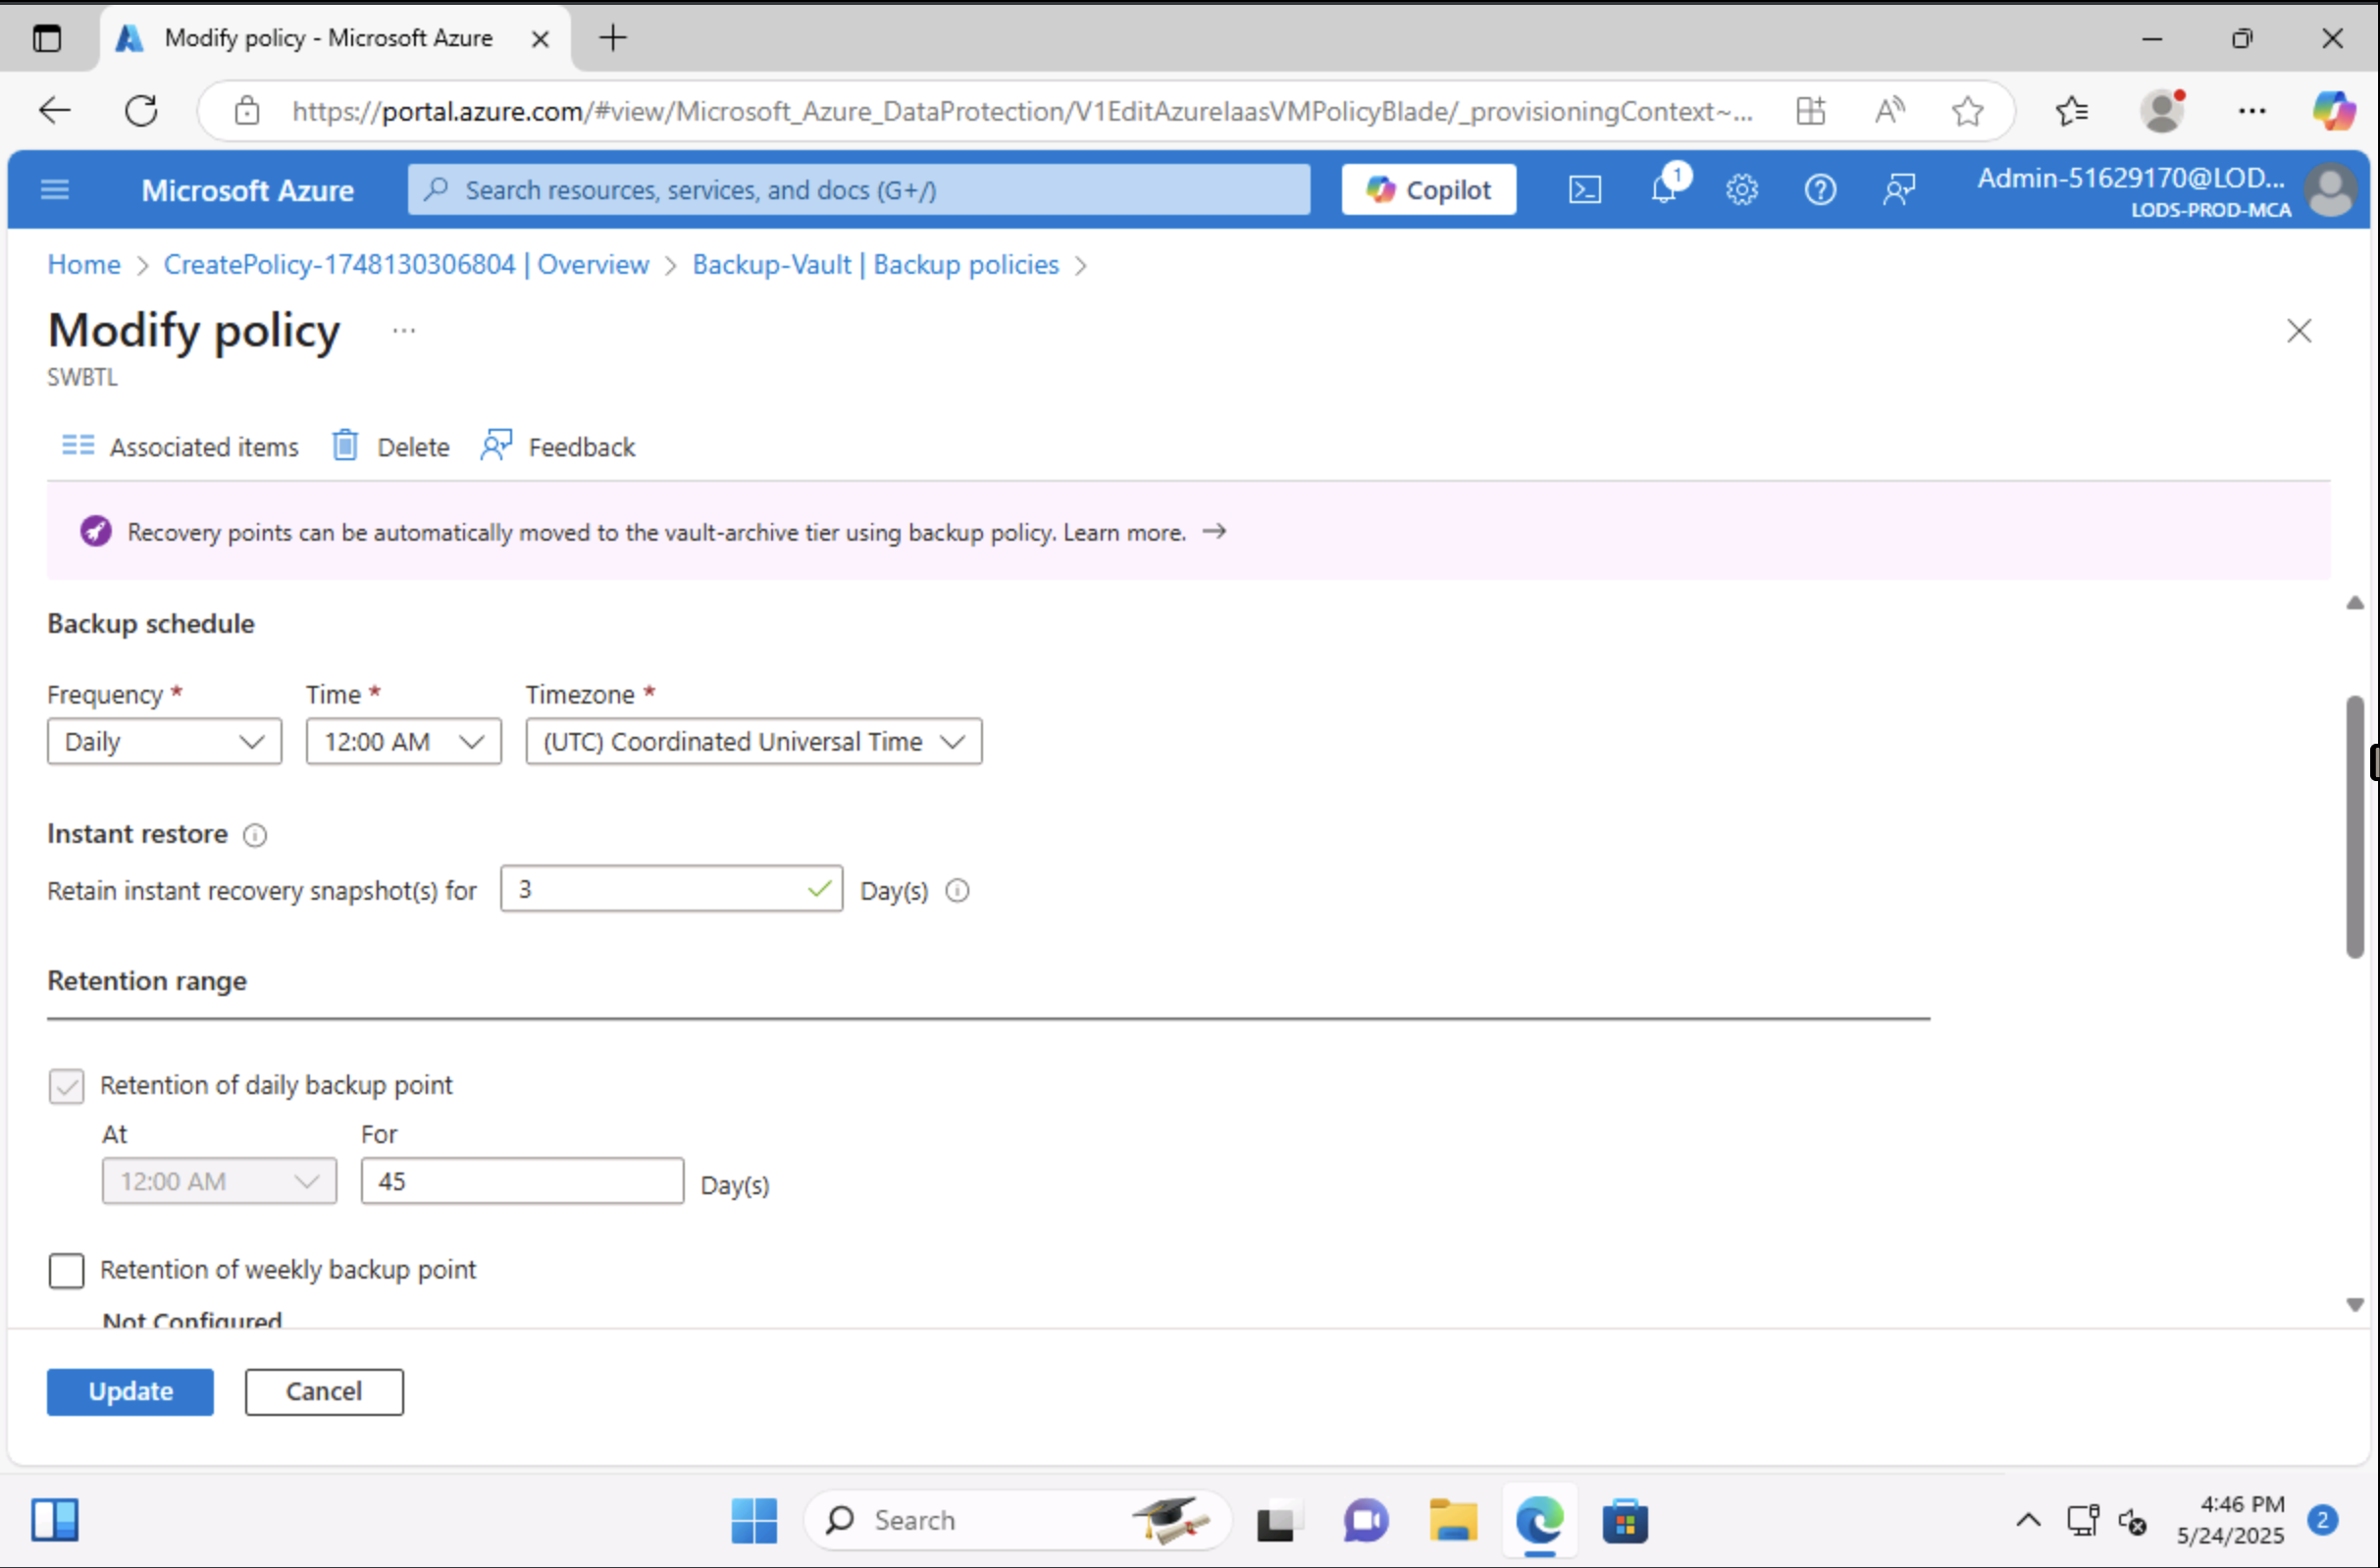 Modify policy - Microsoft Azure
https://portal.azure.com/#view/Microsoft_Azure_DataProtection/V1EditAzureIaasVMPolicyBlade/_provisioningContext~...
Microsoft Azure
Search resources, services, and docs (G+/)
Copilot
1
Admin-51629170@LOD...
LODS-PROD-MCA
Home > CreatePolicy-1748130306804 | Overview > Backup-Vault | Backup policies >
Modify policy ...
SWBTL
Associated items Delete Feedback
Recovery points can be automatically moved to the vault-archive tier using backup policy. Learn more. →
Backup schedule
Frequency * Time * Timezone *
Daily 12:00 AM (UTC) Coordinated Universal Time
Instant restore
Retain instant recovery snapshot(s) for 3 Day(s)
Retention range
Retention of daily backup point
At For
12:00 AM 45 Day(s)
Retention of weekly backup point
Not Configured
Update Cancel
Search
4:46 PM
5/24/2025
2